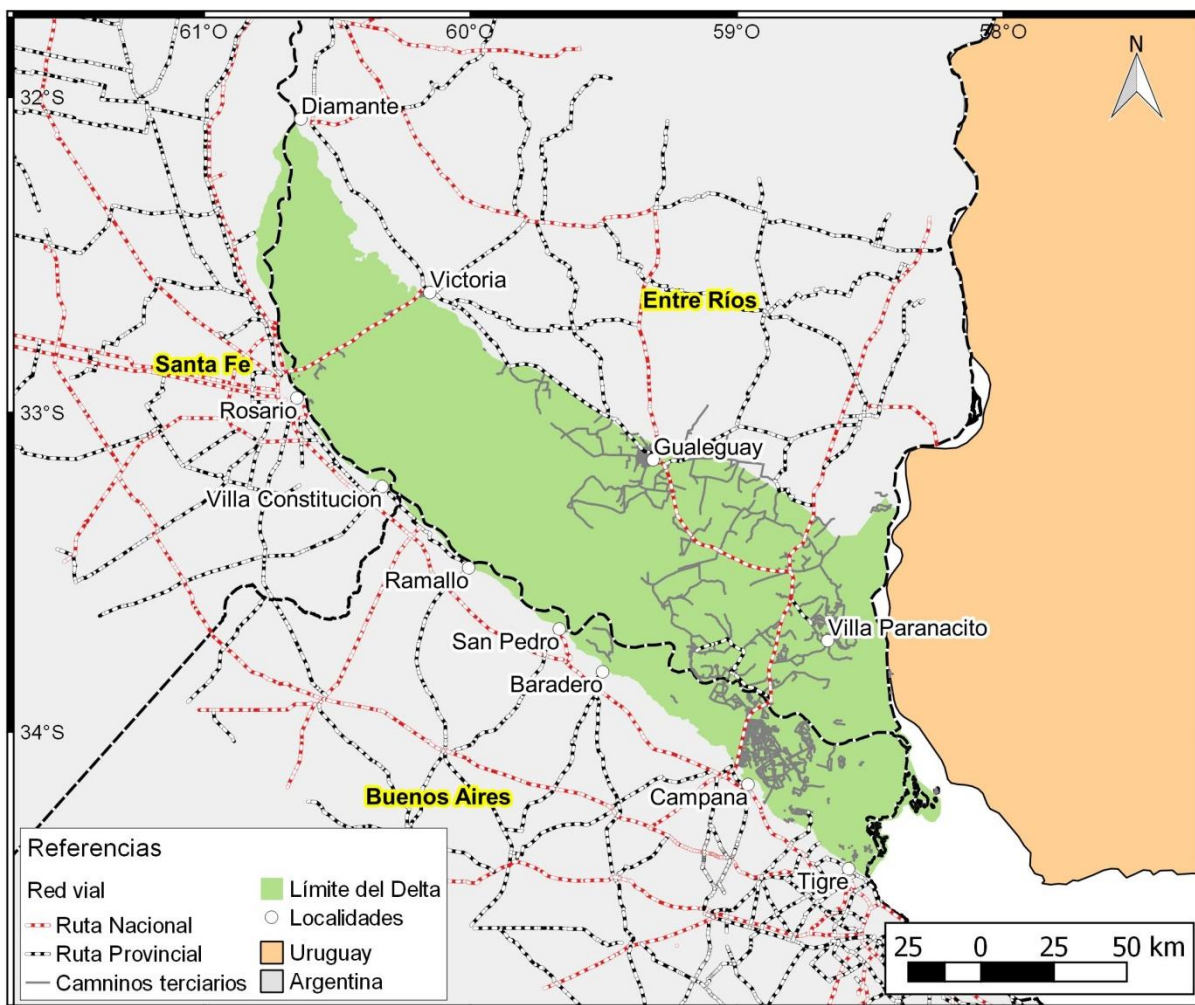 61°O
60°O
59°O
58°O
N
32°S
Diamante
Victoria
Entre Ríos
Santa Fe
33°S
Rosario
Gualeguay
Villa Constitucion
Ramallo
San Pedro
Villa Paranacito
Baradero
34°S
Buenos Aires
Campana
Tigre
Referencias
Red vial
Ruta Nacional
Ruta Provincial
Camninos terciarios
Límite del Delta
Localidades
Uruguay
Argentina
25 0 25 50 km